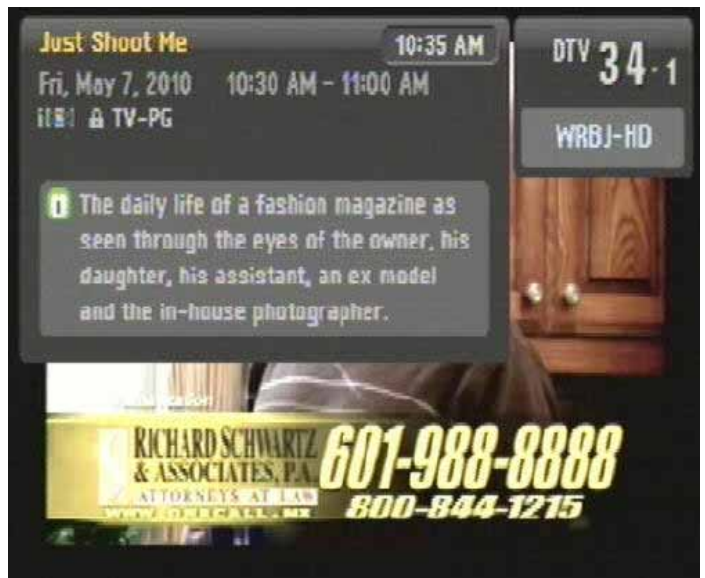 Just Shoot Me
10:35 AM
Fri, May 7, 2010 10:30 AM - 11:00 AM
TV-PG
DTV 34-1
WRBJ-HD
i The daily life of a fashion magazine as
seen through the eyes of the owner, his
daughter, his assistant, an ex model
and the in-house photographer.
RICHARD SCHWARTZ
& ASSOCIATES, P.A.
ATTORNEYS AT LAW
WWW.ONECALL.MS
601-988-8888
800-844-1215